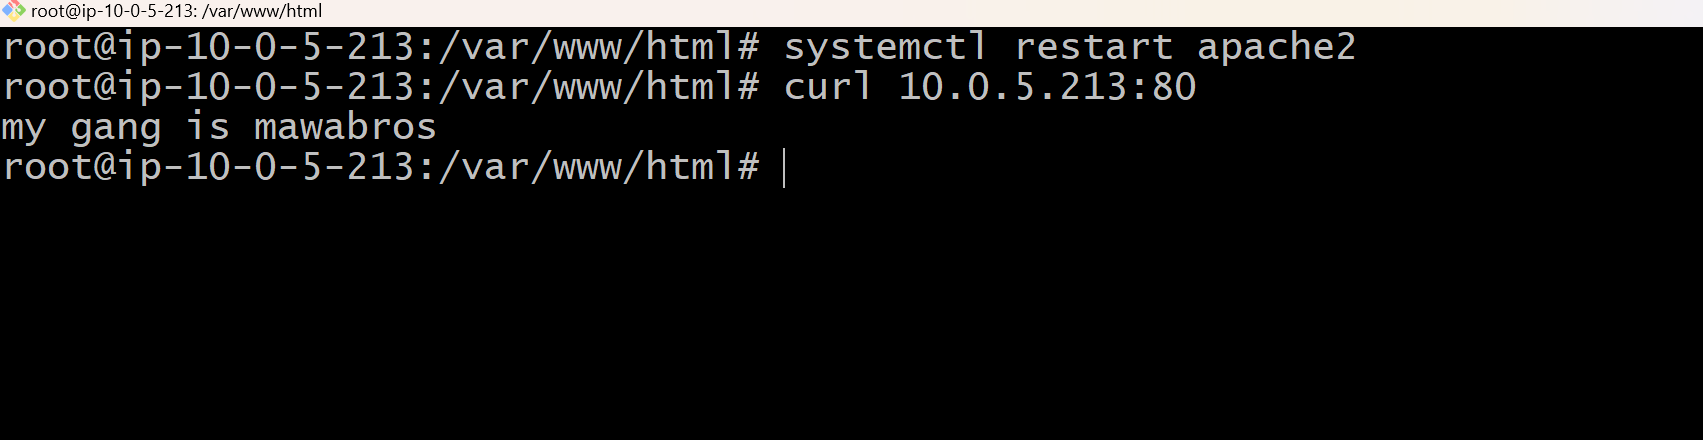 root@ip-10-0-5-213: /var/www/html
root@ip-10-0-5-213:/var/www/html# systemctl restart apache2
root@ip-10-0-5-213:/var/www/html# curl 10.0.5.213:80
my gang is mawabros
root@ip-10-0-5-213:/var/www/html#